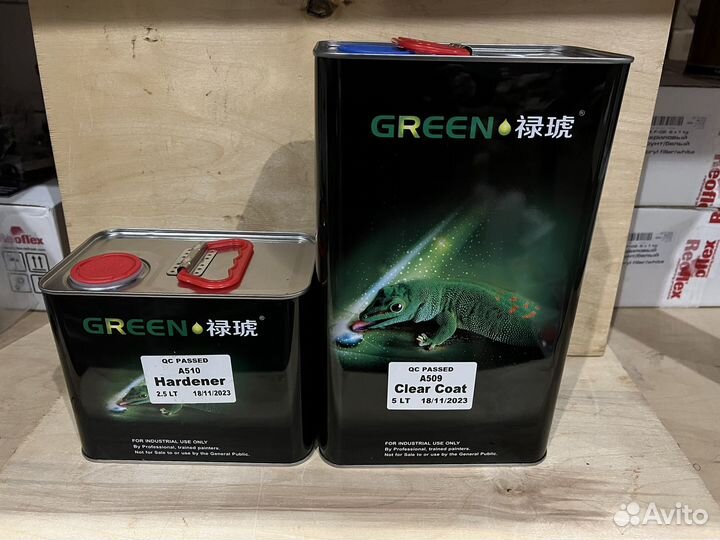 GREEN 禄琥®
QC PASSED
A509
Clear Coat
5 LT 18/11/2023
FOR INDUSTRIAL USE ONLY
By Professional, trained painters.
Not for Sale to or use by the General Public.
GREEN 禄琥®
QC PASSED
A510
Hardener
2.5 LT 18/11/2023
FOR INDUSTRIAL USE ONLY
By Professional, trained painters.
Not for Sale to or use by the General Public.
Reoflex
Reoflex
Avito